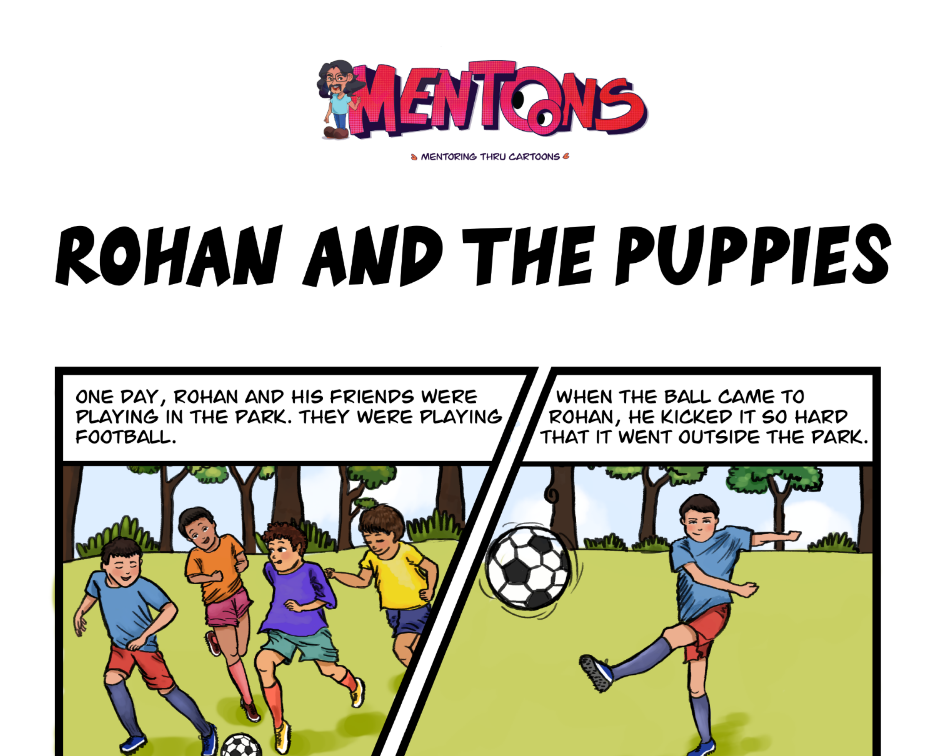 MENTOONS
MENTORING THRU CARTOONS
ROHAN AND THE PUPPIES
ONE DAY, ROHAN AND HIS FRIENDS WERE
PLAYING IN THE PARK. THEY WERE PLAYING
FOOTBALL.
WHEN THE BALL CAME TO
ROHAN, HE KICKED IT SO HARD
THAT IT WENT OUTSIDE THE PARK.